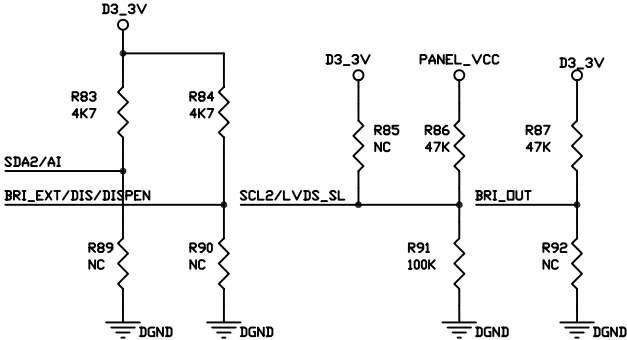 D3_3V
D3_3V
PANEL_VCC
D3_3V
R83
4K7
R84
4K7
R85
NC
R86
47K
R87
47K
SDA2/AI
BRI_EXT/DIS/DISPEN
SCL2/LVDS_SL
BRI_OUT
R89
NC
R90
NC
R91
100K
R92
NC
DGND
DGND
DGND
DGND